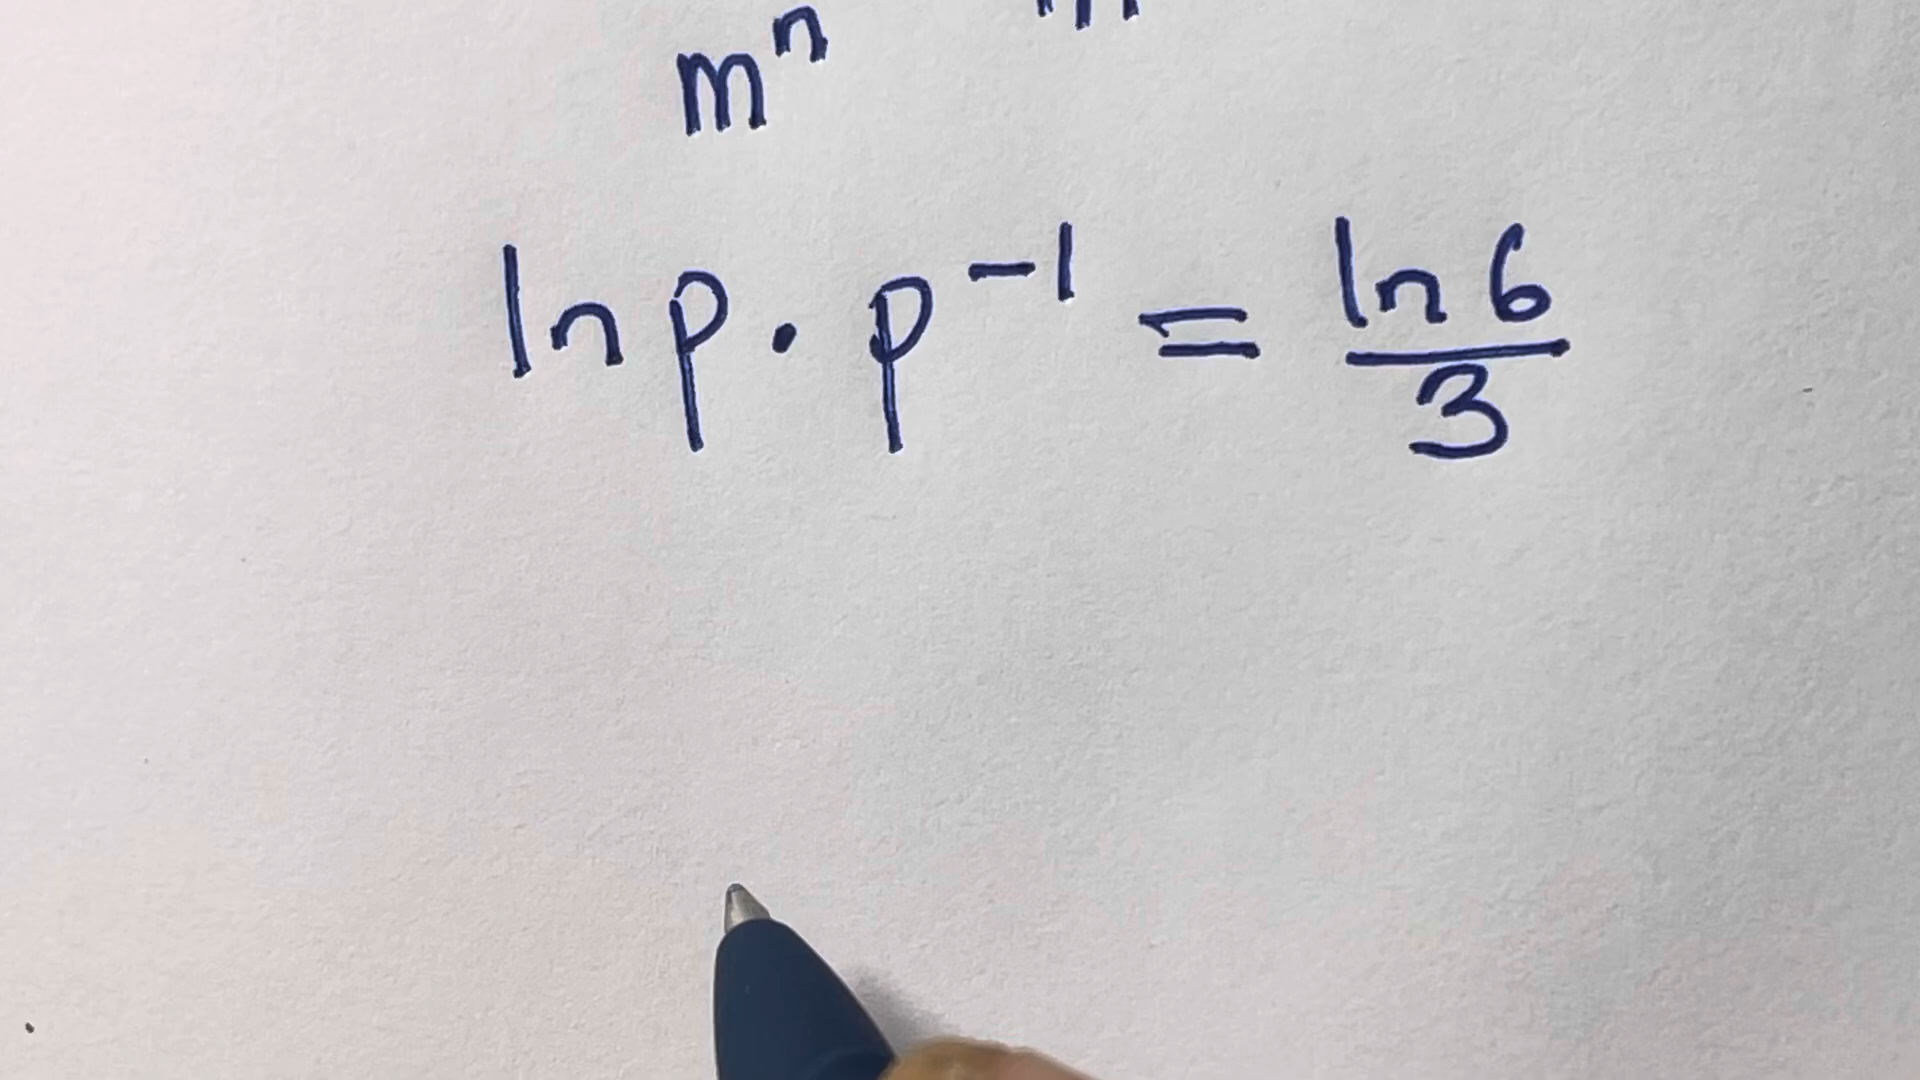 mⁿ
ln p · p⁻¹ = ln 6 / 3